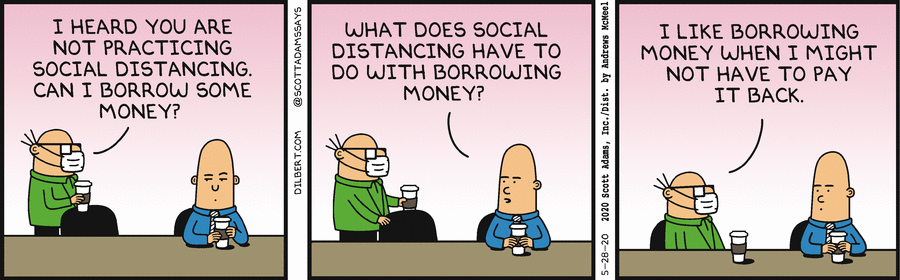 I HEARD YOU ARE
NOT PRACTICING
SOCIAL DISTANCING.
CAN I BORROW SOME
MONEY?
DILBERT.COM @SCOTTADAMSSAYS
WHAT DOES SOCIAL
DISTANCING HAVE TO
DO WITH BORROWING
MONEY?
5-28-20 2020 Scott Adams, Inc./Dist. by Andrews McMeel
I LIKE BORROWING
MONEY WHEN I MIGHT
NOT HAVE TO PAY
IT BACK.